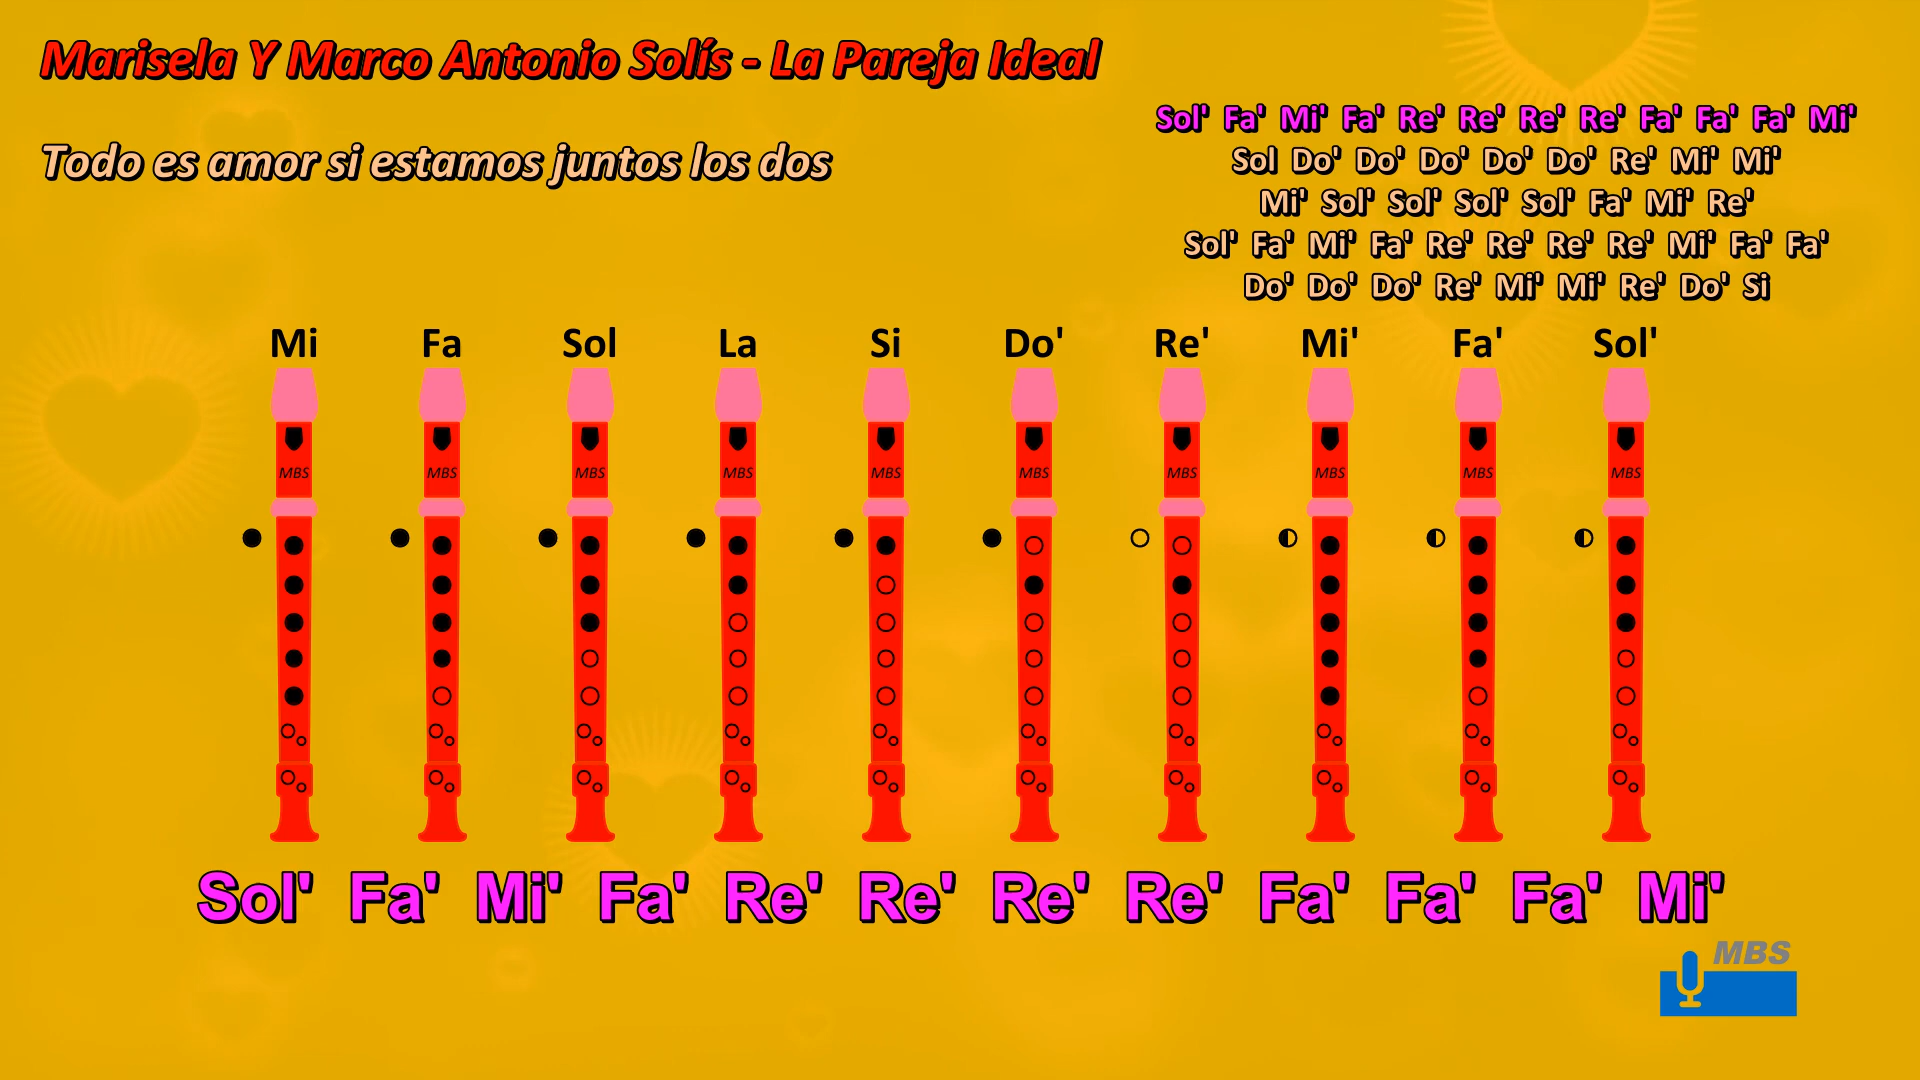 Marisela Y Marco Antonio Solís - La Pareja Ideal
Todo es amor si estamos juntos los dos
Sol' Fa' Mi' Fa' Re' Re' Re' Re' Fa' Fa' Fa' Mi'
Sol Do' Do' Do' Do' Do' Re' Mi' Mi'
Mi' Sol' Sol' Sol' Sol' Fa' Mi' Re'
Sol' Fa' Mi' Fa' Re' Re' Re' Re' Mi' Fa' Fa'
Do' Do' Do' Re' Mi' Mi' Re' Do' Si
Mi Fa Sol La Si Do' Re' Mi' Fa' Sol'
MBS MBS MBS MBS MBS MBS MBS MBS MBS MBS
Sol' Fa' Mi' Fa' Re' Re' Re' Re' Fa' Fa' Fa' Mi'
MBS